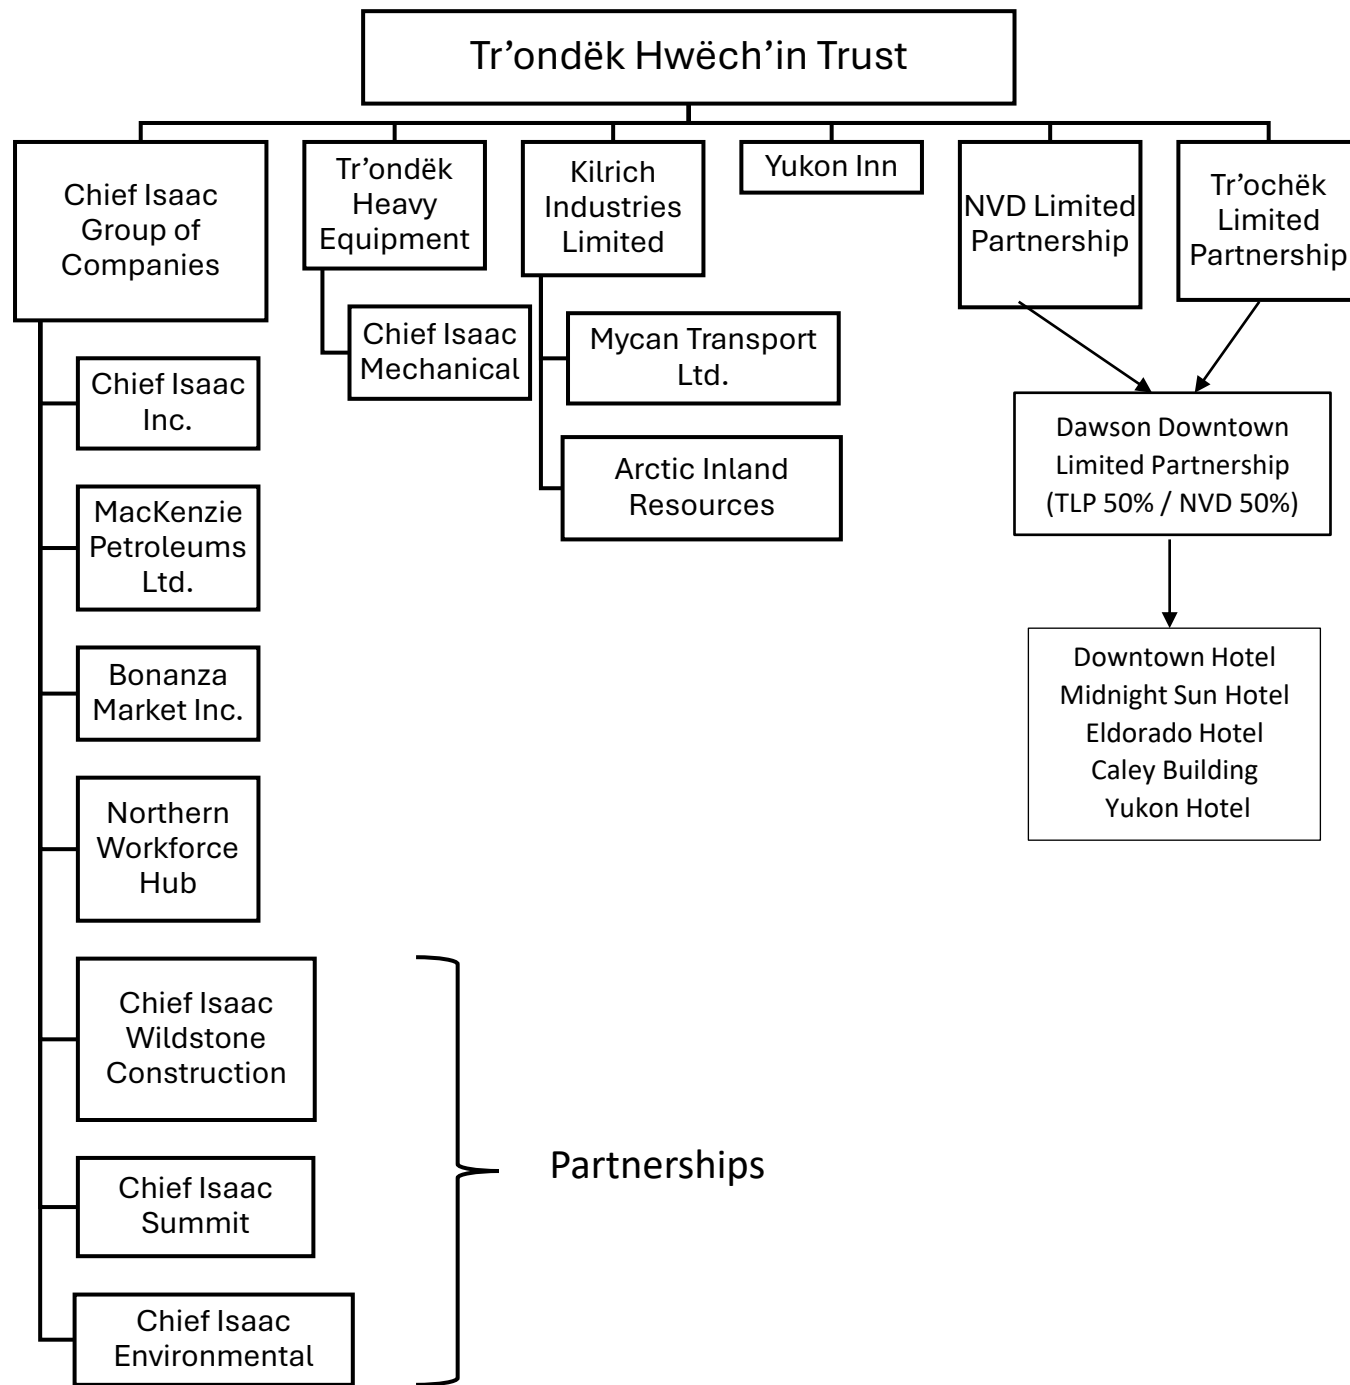 Tr’ondëk Hwëch’in Trust
Chief Isaac
Group of
Companies
Tr’ondëk
Heavy
Equipment
Kilrich
Industries
Limited
Yukon Inn
NVD Limited
Partnership
Tr’ochëk
Limited
Partnership
Chief Isaac
Inc.
MacKenzie
Petroleums
Ltd.
Bonanza
Market Inc.
Northern
Workforce
Hub
Chief Isaac
Wildstone
Construction
Chief Isaac
Summit
Chief Isaac
Environmental
Partnerships
Chief Isaac
Mechanical
Mycan Transport
Ltd.
Arctic Inland
Resources
Dawson Downtown
Limited Partnership
(TLP 50% / NVD 50%)
Downtown Hotel
Midnight Sun Hotel
Eldorado Hotel
Caley Building
Yukon Hotel